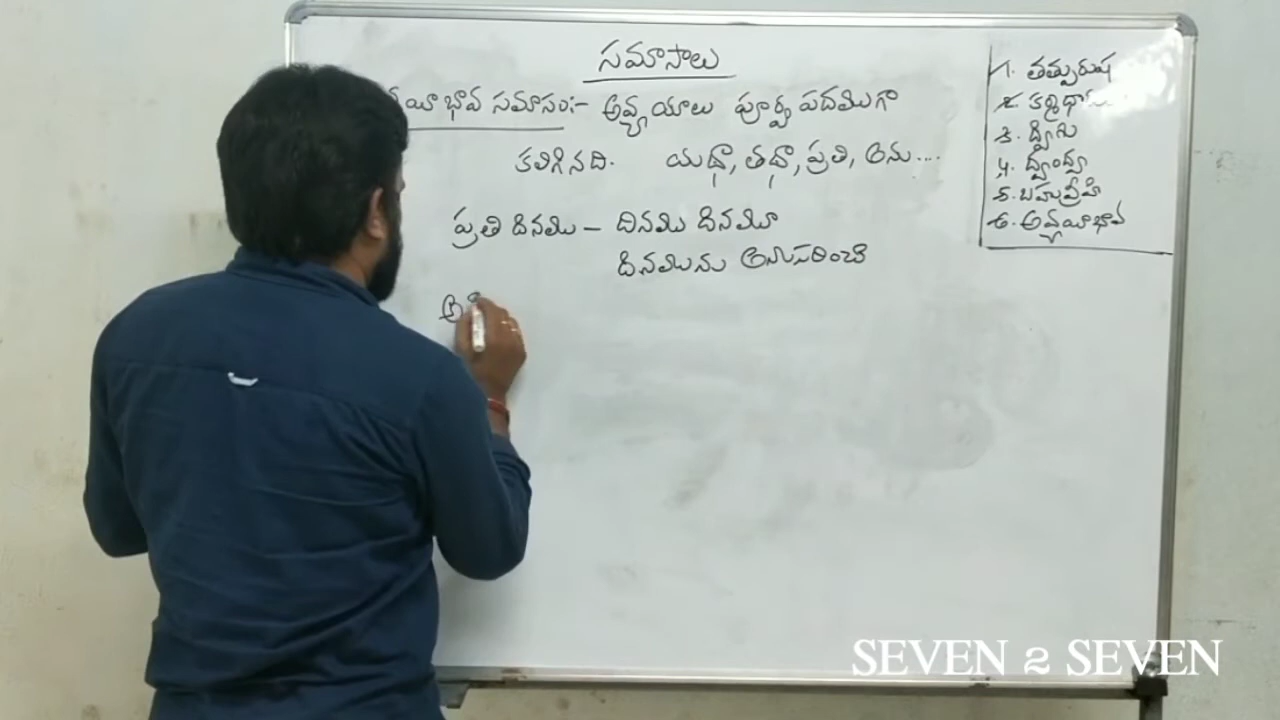 సమాసాలు
సమాసం:- అవ్యయాలు పూర్వ పదముగా
కలిగినది. యథా, తథా, ప్రతి, అను....
ప్రతి దినము – దినము దినమూ
దినమును అనుసరించి
1. తత్పురుష
3. ద్విగు
4. ద్వంద్వ
5. బహువ్రీహి
6. అవ్యయీభావ
SEVEN 2 SEVEN